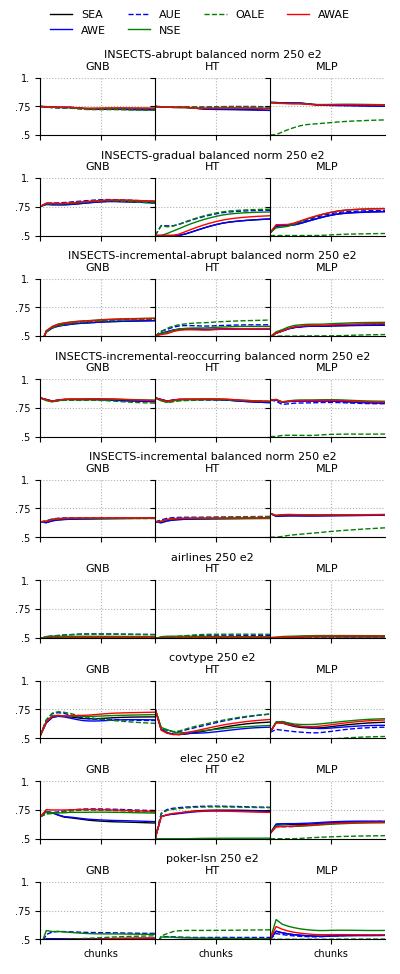 SEA AUE OALE AWAE
AWE NSE
INSECTS-abrupt balanced norm 250 e2
GNB HT MLP
1.
.75
.5
INSECTS-gradual balanced norm 250 e2
GNB HT MLP
1.
.75
.5
INSECTS-incremental-abrupt balanced norm 250 e2
GNB HT MLP
1.
.75
.5
INSECTS-incremental-reoccurring balanced norm 250 e2
GNB HT MLP
1.
.75
.5
INSECTS-incremental balanced norm 250 e2
GNB HT MLP
1.
.75
.5
airlines 250 e2
GNB HT MLP
1.
.75
.5
covtype 250 e2
GNB HT MLP
1.
.75
.5
elec 250 e2
GNB HT MLP
1.
.75
.5
poker-lsn 250 e2
GNB HT MLP
1.
.75
.5
chunks chunks chunks